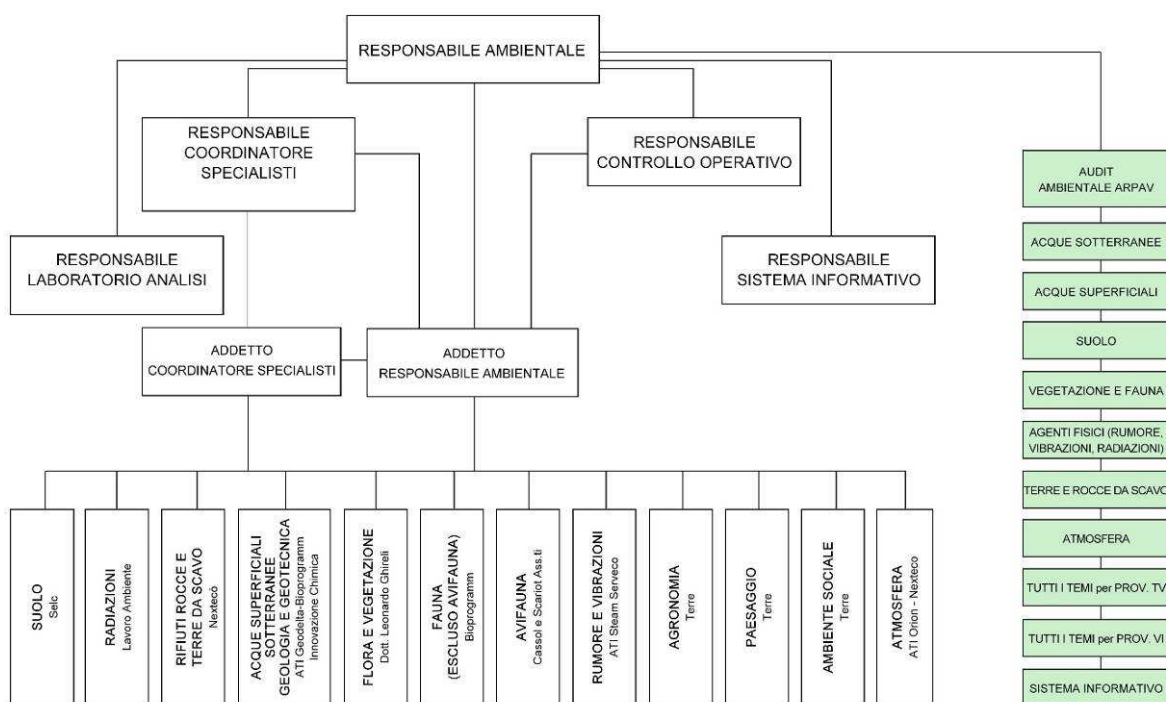 RESPONSABILE AMBIENTALE
RESPONSABILE
COORDINATORE
SPECIALISTI
RESPONSABILE
CONTROLLO OPERATIVO
RESPONSABILE
LABORATORIO ANALISI
RESPONSABILE
SISTEMA INFORMATIVO
ADDETTO
COORDINATORE SPECIALISTI
ADDETTO
RESPONSABILE AMBIENTALE
SUOLO
Selc
RADIAZIONI
Lavoro Ambiente
RIFIUTI ROCCE E
TERRE DA SCAVO
Nextecò
ACQUE SUPERFICIALI
SOTTERRANEE
GEOLOGIA E GEOTECNICA
ATI Geodelta-Bioprogramm
Innovazione Chimica
FLORA E VEGETAZIONE
Dott. Leonardo Ghireli
FAUNA
(ESCLUSO AVIFAUNA)
Bioprogramm
AVIFAUNA
Cassol e Scariot Ass.ti
RUMORE E VIBRAZIONI
ATI Steam Serveco
AGRONOMIA
Terre
PAESAGGIO
Terre
AMBIENTE SOCIALE
Terre
ATMOSFERA
ATI Orion - Nexteco
AUDIT
AMBIENTALE ARPAV
ACQUE SOTTERRANEE
ACQUE SUPERFICIALI
SUOLO
VEGETAZIONE E FAUNA
AGENTI FISICI (RUMORE,
VIBRAZIONI, RADIAZIONI)
TERRE E ROCCE DA SCAVO
ATMOSFERA
TUTTI I TEMI per PROV. TV
TUTTI I TEMI per PROV. VI
SISTEMA INFORMATIVO